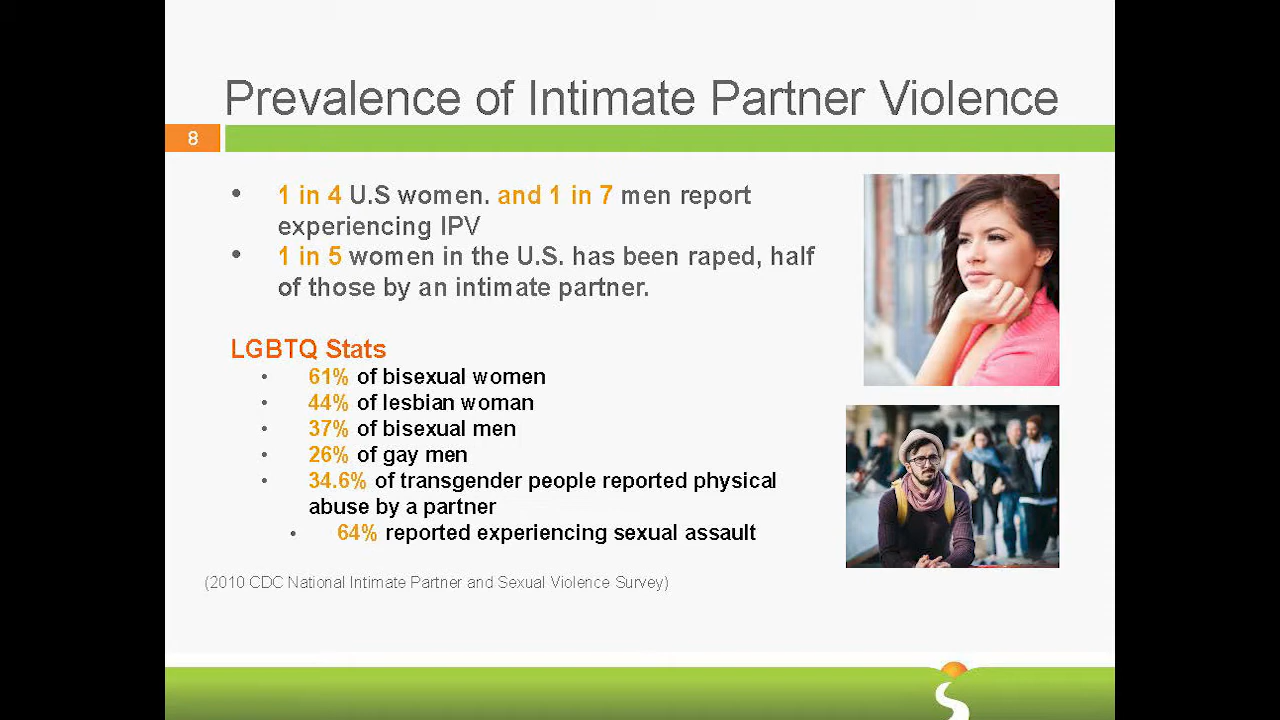 Prevalence of Intimate Partner Violence
8
• 1 in 4 U.S women. and 1 in 7 men report
experiencing IPV
• 1 in 5 women in the U.S. has been raped, half
of those by an intimate partner.
LGBTQ Stats
• 61% of bisexual women
• 44% of lesbian woman
• 37% of bisexual men
• 26% of gay men
• 34.6% of transgender people reported physical
abuse by a partner
• 64% reported experiencing sexual assault
(2010 CDC National Intimate Partner and Sexual Violence Survey)